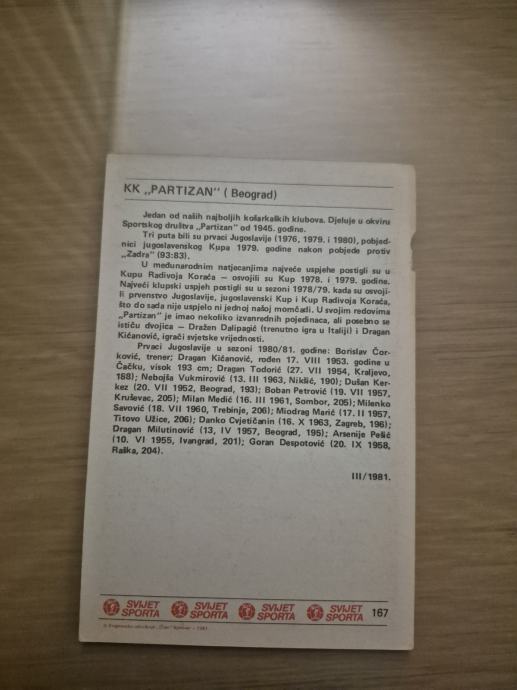 KK „PARTIZAN" ( Beograd)
Jedan od naših najboljih košarkaških klubova. Djeluje u okviru
Sportskog društva „Partizan" od 1945. godine.
Tri puta bili su prvaci Jugoslavije (1976, 1979. i 1980), pobjed-
nici jugoslavenskog Kupa 1979. godine nakon pobjede protiv
„Zadra" (93:83).
U međunarodnim natjecanjima najveće uspjehe postigli su u
Kupu Radivoja Koraća — osvojili su Kup 1978. i 1979. godine.
Najveći klupski uspjeh postigli su u sezoni 1978/79. kada su osvoji-
li prvenstvo Jugoslavije, jugoslavenski Kup i Kup Radivoja Koraća,
što do sada nije uspjelo ni jednoj našoj momčadi. U svojim redovima
„Partizan" je imao nekoliko izvanrednih pojedinaca, ali posebno se
ističu dvojica — Dražen Dalipagić (trenutno igra u Italiji) i Dragan
Kićanović, igrači svjetske vrijednosti.
Prvaci Jugoslavije u sezoni 1980/81. godine: Borislav Ćor-
ković, trener; Dragan Kićanović, rođen 17. VIII 1953. godine u
Čačku, visok 193 cm; Dragan Todorić (27. VII 1954, Kraljevo,
188); Nebojša Vukmirović (13. III 1963, Nikšić, 190); Dušan Ker-
kez (20. VII 1952, Beograd, 193); Boban Petrović (19. VII 1957,
Kruševac, 205); Milan Medić (16. III 1961, Sombor, 205); Milenko
Savović (18. VII 1960, Trebinje, 206); Miodrag Marić (17. II 1957,
Titovo Užice, 206); Danko Cvjetičanin (16. X 1963, Zagreb, 196);
Dragan Milutinović (13, IV 1957, Beograd, 195); Arsenije Pešić
(10. VI 1955, Ivangrad, 201); Goran Despotović (20. IX 1958,
Raška, 204).
III/1981.
SVIJET SPORTA SVIJET SPORTA SVIJET SPORTA SVIJET SPORTA 167